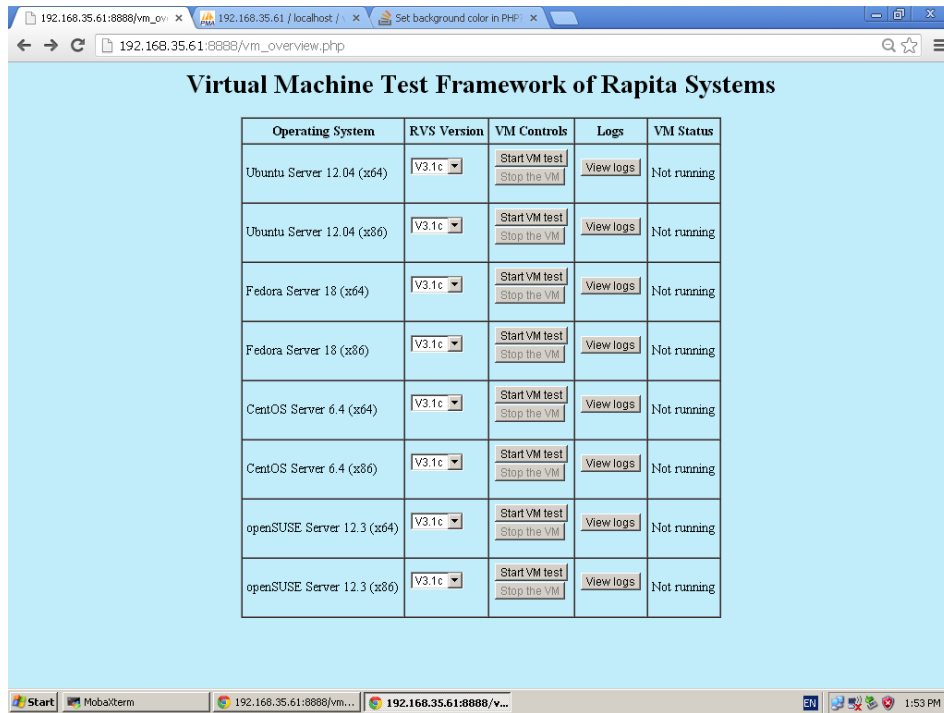 192.168.35.61:8888/vm_ov
192.168.35.61 / localhost /
Set background color in PHP
192.168.35.61:8888/vm_overview.php
Virtual Machine Test Framework of Rapita Systems
Operating System RVS Version VM Controls Logs VM Status
Ubuntu Server 12.04 (x64) V3.1c Start VM test View logs Not running
Stop the VM
Ubuntu Server 12.04 (x86) V3.1c Start VM test View logs Not running
Stop the VM
Fedora Server 18 (x64) V3.1c Start VM test View logs Not running
Stop the VM
Fedora Server 18 (x86) V3.1c Start VM test View logs Not running
Stop the VM
CentOS Server 6.4 (x64) V3.1c Start VM test View logs Not running
Stop the VM
CentOS Server 6.4 (x86) V3.1c Start VM test View logs Not running
Stop the VM
openSUSE Server 12.3 (x64) V3.1c Start VM test View logs Not running
Stop the VM
openSUSE Server 12.3 (x86) V3.1c Start VM test View logs Not running
Stop the VM
Start MobaXterm 192.168.35.61:8888/vm... 192.168.35.61:8888/v... EN 1:53 PM